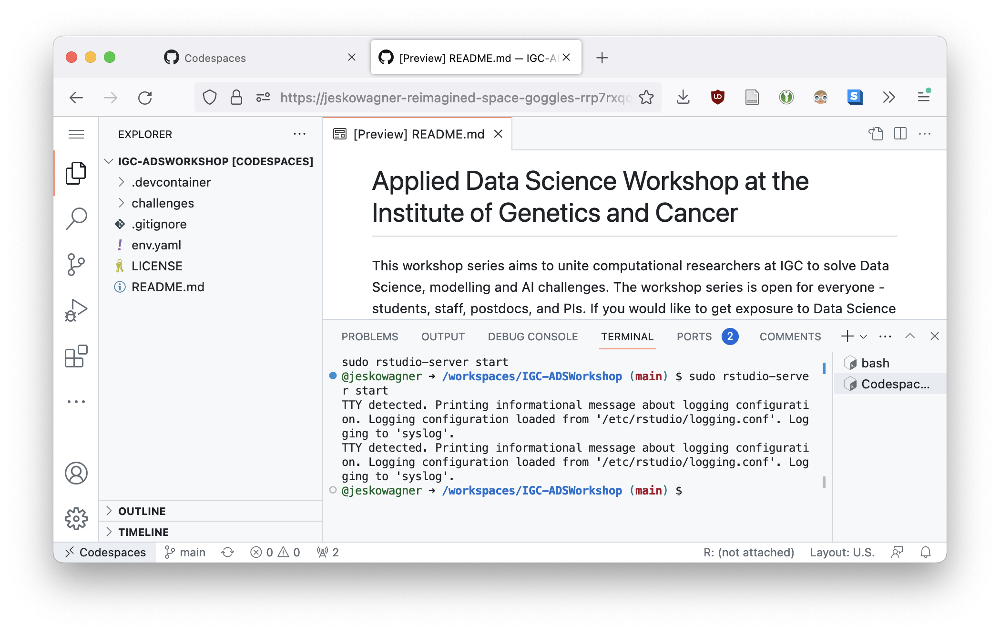 Codespaces
[Preview] README.md — IGC-AD
https://jeskowagner-reimagined-space-goggles-rrp7rxqq
EXPLORER
IGC-ADSWORKSHOP [CODESPACES]
.devcontainer
challenges
.gitignore
env.yaml
LICENSE
README.md
OUTLINE
TIMELINE
[Preview] README.md
Applied Data Science Workshop at the
Institute of Genetics and Cancer
This workshop series aims to unite computational researchers at IGC to solve Data
Science, modelling and AI challenges. The workshop series is open for everyone -
students, staff, postdocs, and PIs. If you would like to get exposure to Data Science
PROBLEMS OUTPUT DEBUG CONSOLE TERMINAL PORTS 2 COMMENTS
sudo rstudio-server start
@jeskowagner → /workspaces/IGC-ADSWorkshop (main) $ sudo rstudio-serve
r start
TTY detected. Printing informational message about logging configurati
on. Logging configuration loaded from '/etc/rstudio/logging.conf'. Log
ging to 'syslog'.
TTY detected. Printing informational message about logging configurati
on. Logging configuration loaded from '/etc/rstudio/logging.conf'. Log
ging to 'syslog'.
@jeskowagner → /workspaces/IGC-ADSWorkshop (main) $
bash
Codespac...
Codespaces main 0 0 2 R: (not attached) Layout: U.S.